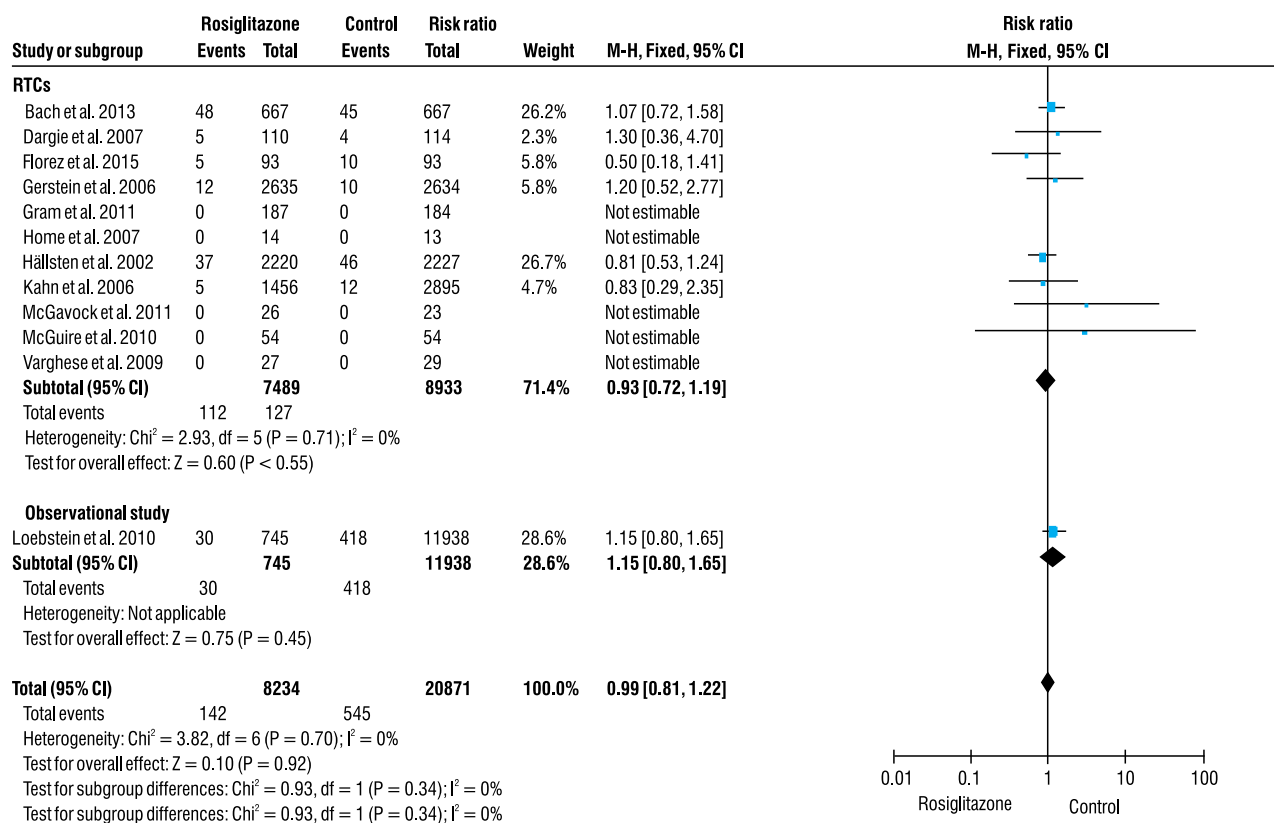 Rosiglitazone Control Risk ratio Risk ratio
Study or subgroup Events Total Events Total Weight M-H, Fixed, 95% CI M-H, Fixed, 95% CI
RTCs
Bach et al. 2013 48 667 45 667 26.2% 1.07 [0.72, 1.58]
Dargie et al. 2007 5 110 4 114 2.3% 1.30 [0.36, 4.70]
Florez et al. 2015 5 93 10 93 5.8% 0.50 [0.18, 1.41]
Gerstein et al. 2006 12 2635 10 2634 5.8% 1.20 [0.52, 2.77]
Gram et al. 2011 0 187 0 184 Not estimable
Home et al. 2007 0 14 0 13 Not estimable
Hällsten et al. 2002 37 2220 46 2227 26.7% 0.81 [0.53, 1.24]
Kahn et al. 2006 5 1456 12 2895 4.7% 0.83 [0.29, 2.35]
McGavock et al. 2011 0 26 0 23 Not estimable
McGuire et al. 2010 0 54 0 54 Not estimable
Varghese et al. 2009 0 27 0 29 Not estimable
Subtotal (95% CI) 7489 8933 71.4% 0.93 [0.72, 1.19]
Total events 112 127
Heterogeneity: Chi² = 2.93, df = 5 (P = 0.71); I² = 0%
Test for overall effect: Z = 0.60 (P < 0.55)
Observational study
Loebstein et al. 2010 30 745 418 11938 28.6% 1.15 [0.80, 1.65]
Subtotal (95% CI) 745 11938 28.6% 1.15 [0.80, 1.65]
Total events 30 418
Heterogeneity: Not applicable
Test for overall effect: Z = 0.75 (P = 0.45)
Total (95% CI) 8234 20871 100.0% 0.99 [0.81, 1.22]
Total events 142 545
Heterogeneity: Chi² = 3.82, df = 6 (P = 0.70); I² = 0%
Test for overall effect: Z = 0.10 (P = 0.92)
Test for subgroup differences: Chi² = 0.93, df = 1 (P = 0.34); I² = 0%
Test for subgroup differences: Chi² = 0.93, df = 1 (P = 0.34); I² = 0%
0.01 0.1 1 10 100
Rosiglitazone Control